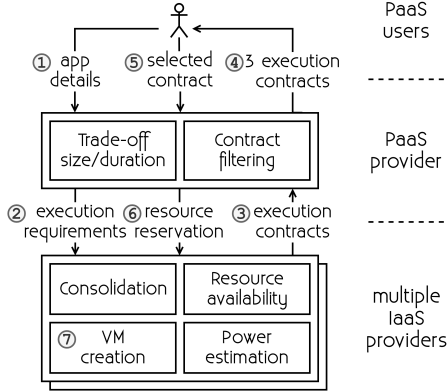 PaaS
users
① app
details
⑤ selected
contract
④ 3 execution
contracts
Trade-off
size/duration
Contract
filtering
PaaS
provider
② execution
requirements
⑥ resource
reservation
③ execution
contracts
Consolidation
Resource
availability
⑦ VM
creation
Power
estimation
multiple
IaaS
providers